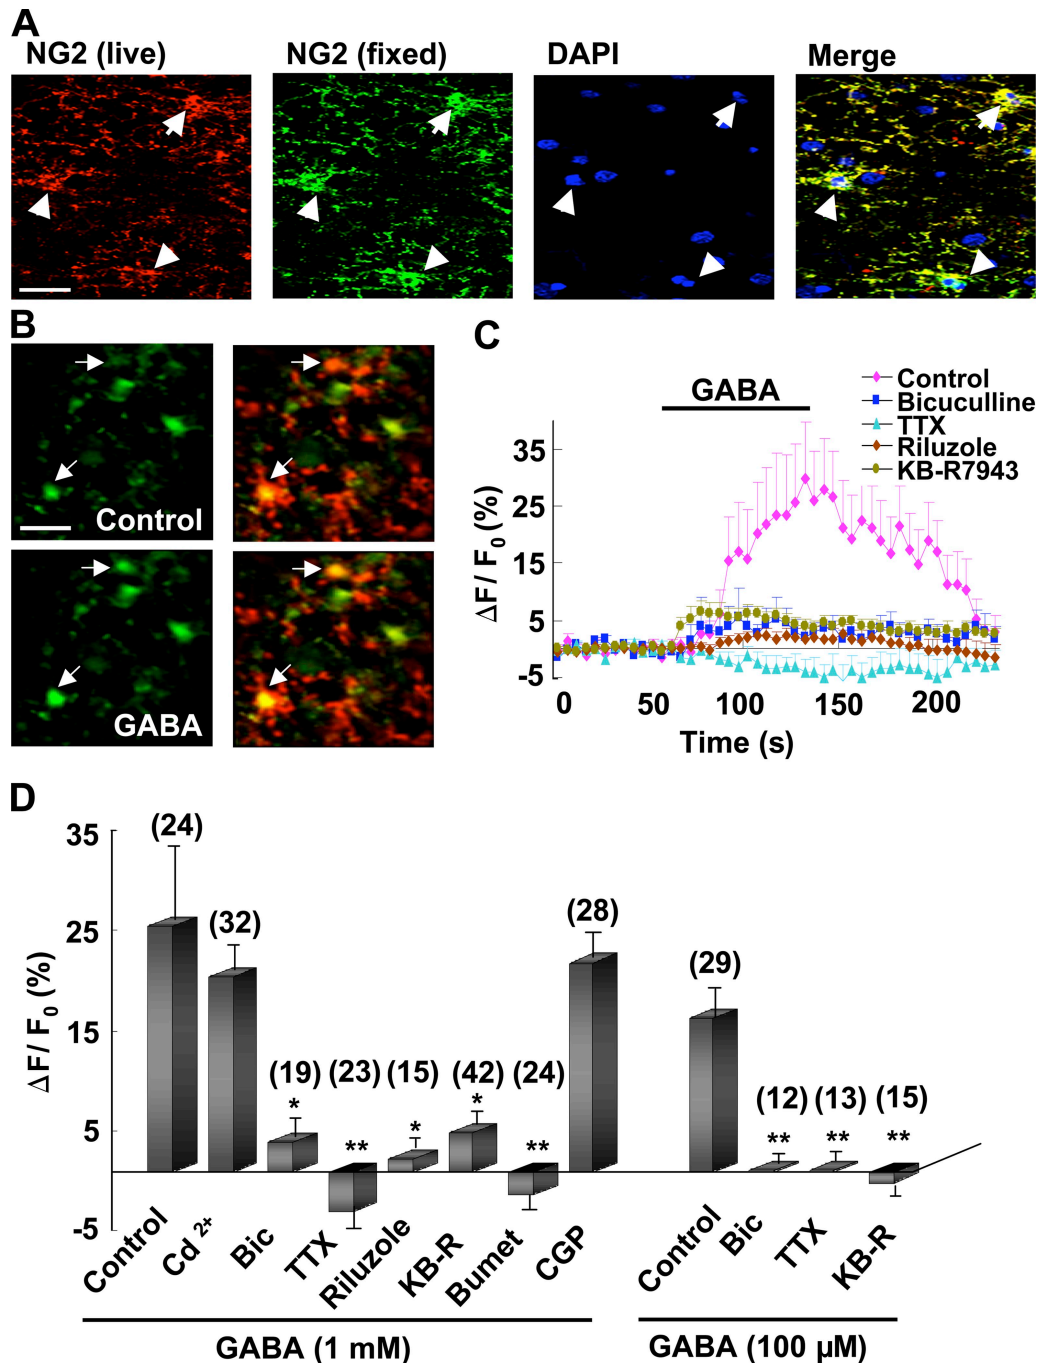 A
NG2 (live)
NG2 (fixed)
DAPI
Merge
B
Control
GABA
C
GABA
Control
Bicuculline
TTX
Riluzole
KB-R7943
ΔF/ F0 (%)
35
25
15
5
-5
0
50
100
150
200
Time (s)
D
ΔF/ F0 (%)
35
25
15
5
-5
(24)
(32)
(19)
(23)
(15)
(42)
(24)
(28)
(29)
(12)
(13)
(15)
*
**
*
*
**
**
**
**
Control
Cd 2+
Bic
TTX
Riluzole
KB-R
Bumet
CGP
Control
Bic
TTX
KB-R
GABA (1 mM)
GABA (100 µM)